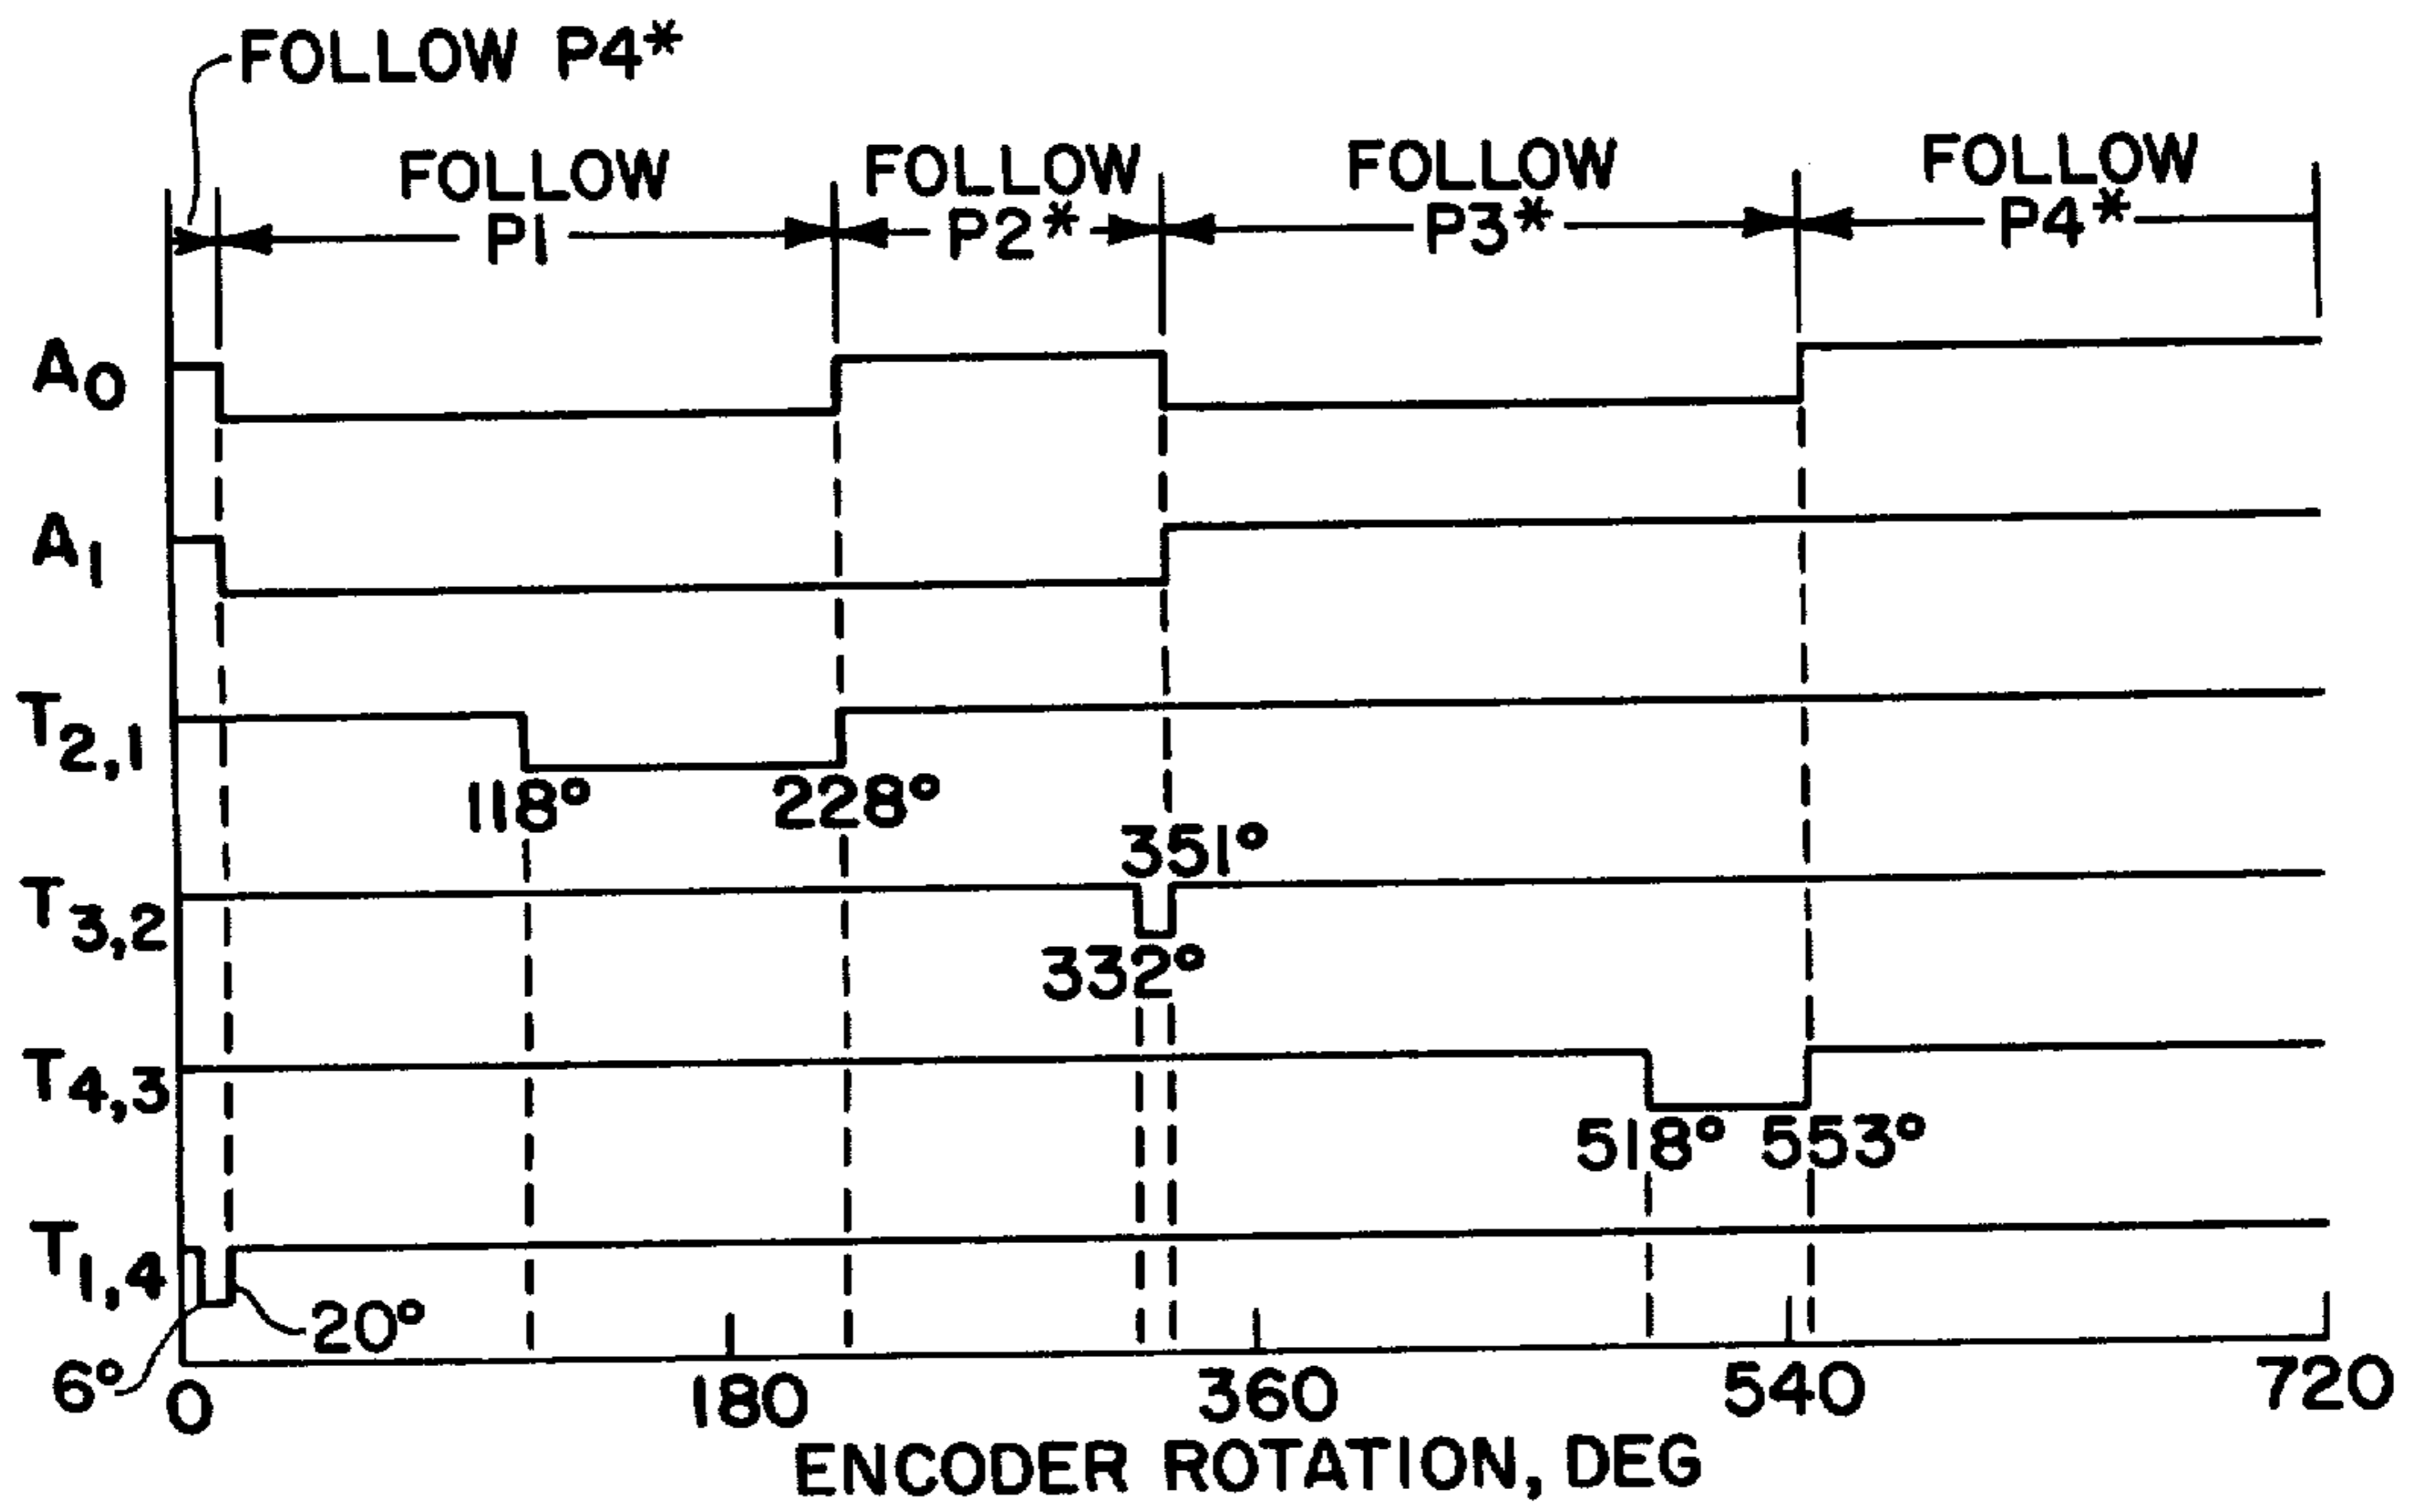 FOLLOW P4*
FOLLOW
P1
FOLLOW
P2*
FOLLOW
P3*
FOLLOW
P4*
A0
A1
T2,1
118°
228°
T3,2
351°
332°
T4,3
518°
553°
T1,4
6°
20°
0
180
360
540
720
ENCODER ROTATION, DEG